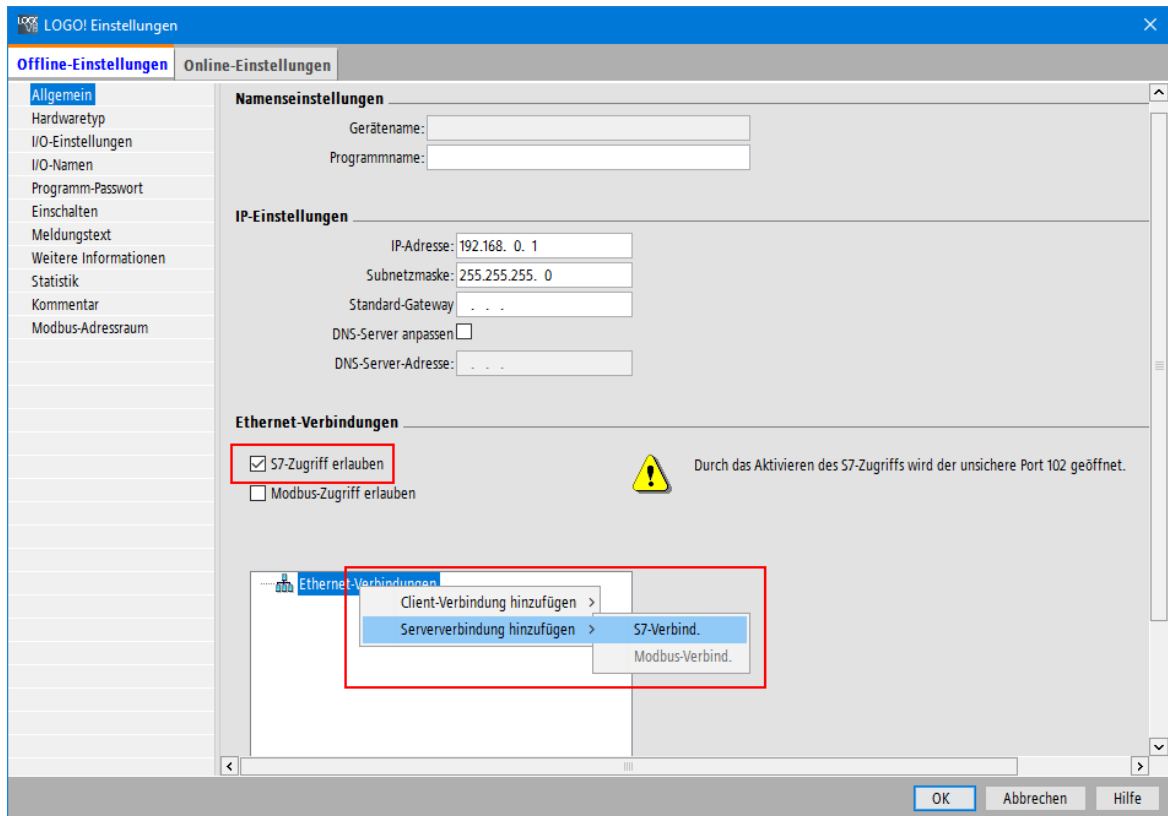 LOGO! Einstellungen
Offline-Einstellungen Online-Einstellungen
Allgemein
Hardwaretyp
I/O-Einstellungen
I/O-Namen
Programm-Passwort
Einschalten
Meldungstext
Weitere Informationen
Statistik
Kommentar
Modbus-Adressraum
Namenseinstellungen
Gerätename:
Programmname:
IP-Einstellungen
IP-Adresse: 192.168. 0. 1
Subnetzmaske: 255.255.255. 0
Standard-Gateway . . .
DNS-Server anpassen
DNS-Server-Adresse: . . .
Ethernet-Verbindungen
S7-Zugriff erlauben
Durch das Aktivieren des S7-Zugriffs wird der unsichere Port 102 geöffnet.
Modbus-Zugriff erlauben
Ethernet-Verbindungen
Client-Verbindung hinzufügen >
Serververbindung hinzufügen > S7-Verbind.
Modbus-Verbind.
OK Abbrechen Hilfe